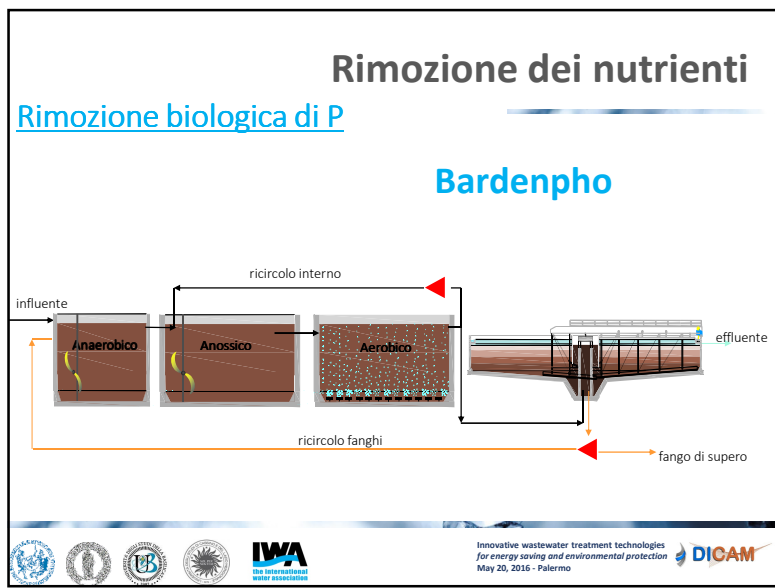 Rimozione dei nutrienti
Rimozione biologica di P
Bardenpho
ricircolo interno
influente
Anaerobico
Anossico
Aerobico
effluente
ricircolo fanghi
fango di supero
IWA
the international
water association
Innovative wastewater treatment technologies
for energy saving and environmental protection
May 20, 2016 - Palermo
DICAM